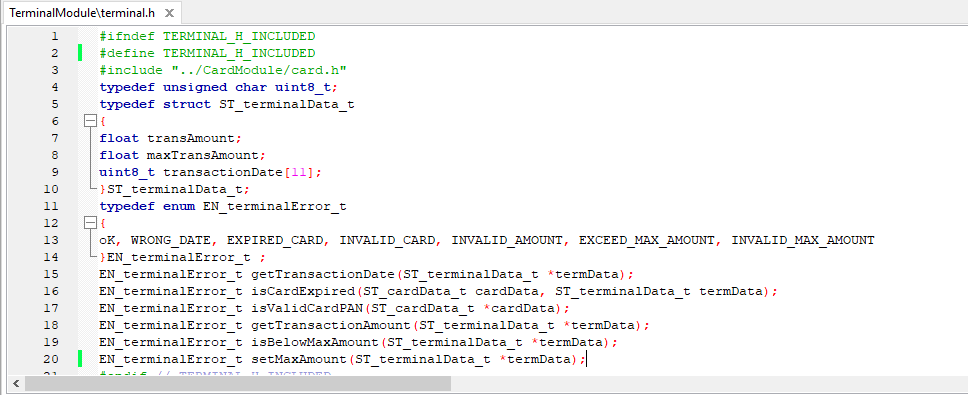 TerminalModule\terminal.h X
1 #ifndef TERMINAL_H_INCLUDED
2 #define TERMINAL_H_INCLUDED
3 #include "../CardModule/card.h"
4 typedef unsigned char uint8_t;
5 typedef struct ST_terminalData_t
6 {
7 float transAmount;
8 float maxTransAmount;
9 uint8_t transactionDate[11];
10 }ST_terminalData_t;
11 typedef enum EN_terminalError_t
12 {
13 oK, WRONG_DATE, EXPIRED_CARD, INVALID_CARD, INVALID_AMOUNT, EXCEED_MAX_AMOUNT, INVALID_MAX_AMOUNT
14 }EN_terminalError_t ;
15 EN_terminalError_t getTransactionDate(ST_terminalData_t *termData);
16 EN_terminalError_t isCardExpired(ST_cardData_t cardData, ST_terminalData_t termData);
17 EN_terminalError_t isValidCardPAN(ST_cardData_t *cardData);
18 EN_terminalError_t getTransactionAmount(ST_terminalData_t *termData);
19 EN_terminalError_t isBelowMaxAmount(ST_terminalData_t *termData);
20 EN_terminalError_t setMaxAmount(ST_terminalData_t *termData);
21 #endif // TERMINAL_H_INCLUDED